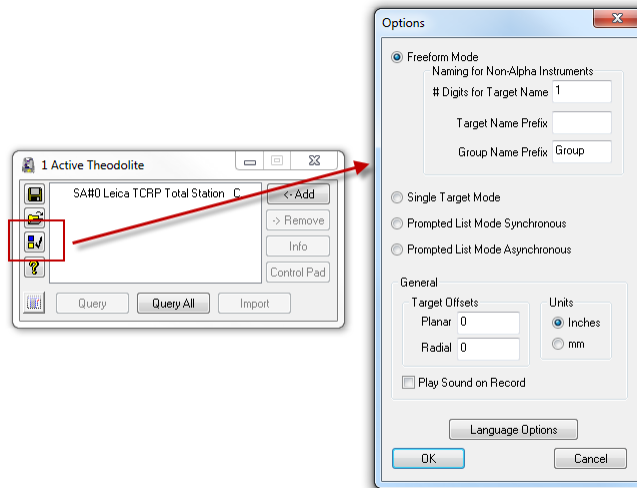 1 Active Theodolite
SA#0 Leica TCRP Total Station C
<- Add
-> Remove
Info
Control Pad
Query
Query All
Import
Options
Freeform Mode
Naming for Non-Alpha Instruments
# Digits for Target Name 1
Target Name Prefix
Group Name Prefix Group
Single Target Mode
Prompted List Mode Synchronous
Prompted List Mode Asynchronous
General
Target Offsets
Units
Planar 0
Inches
Radial 0
mm
Play Sound on Record
Language Options
OK
Cancel